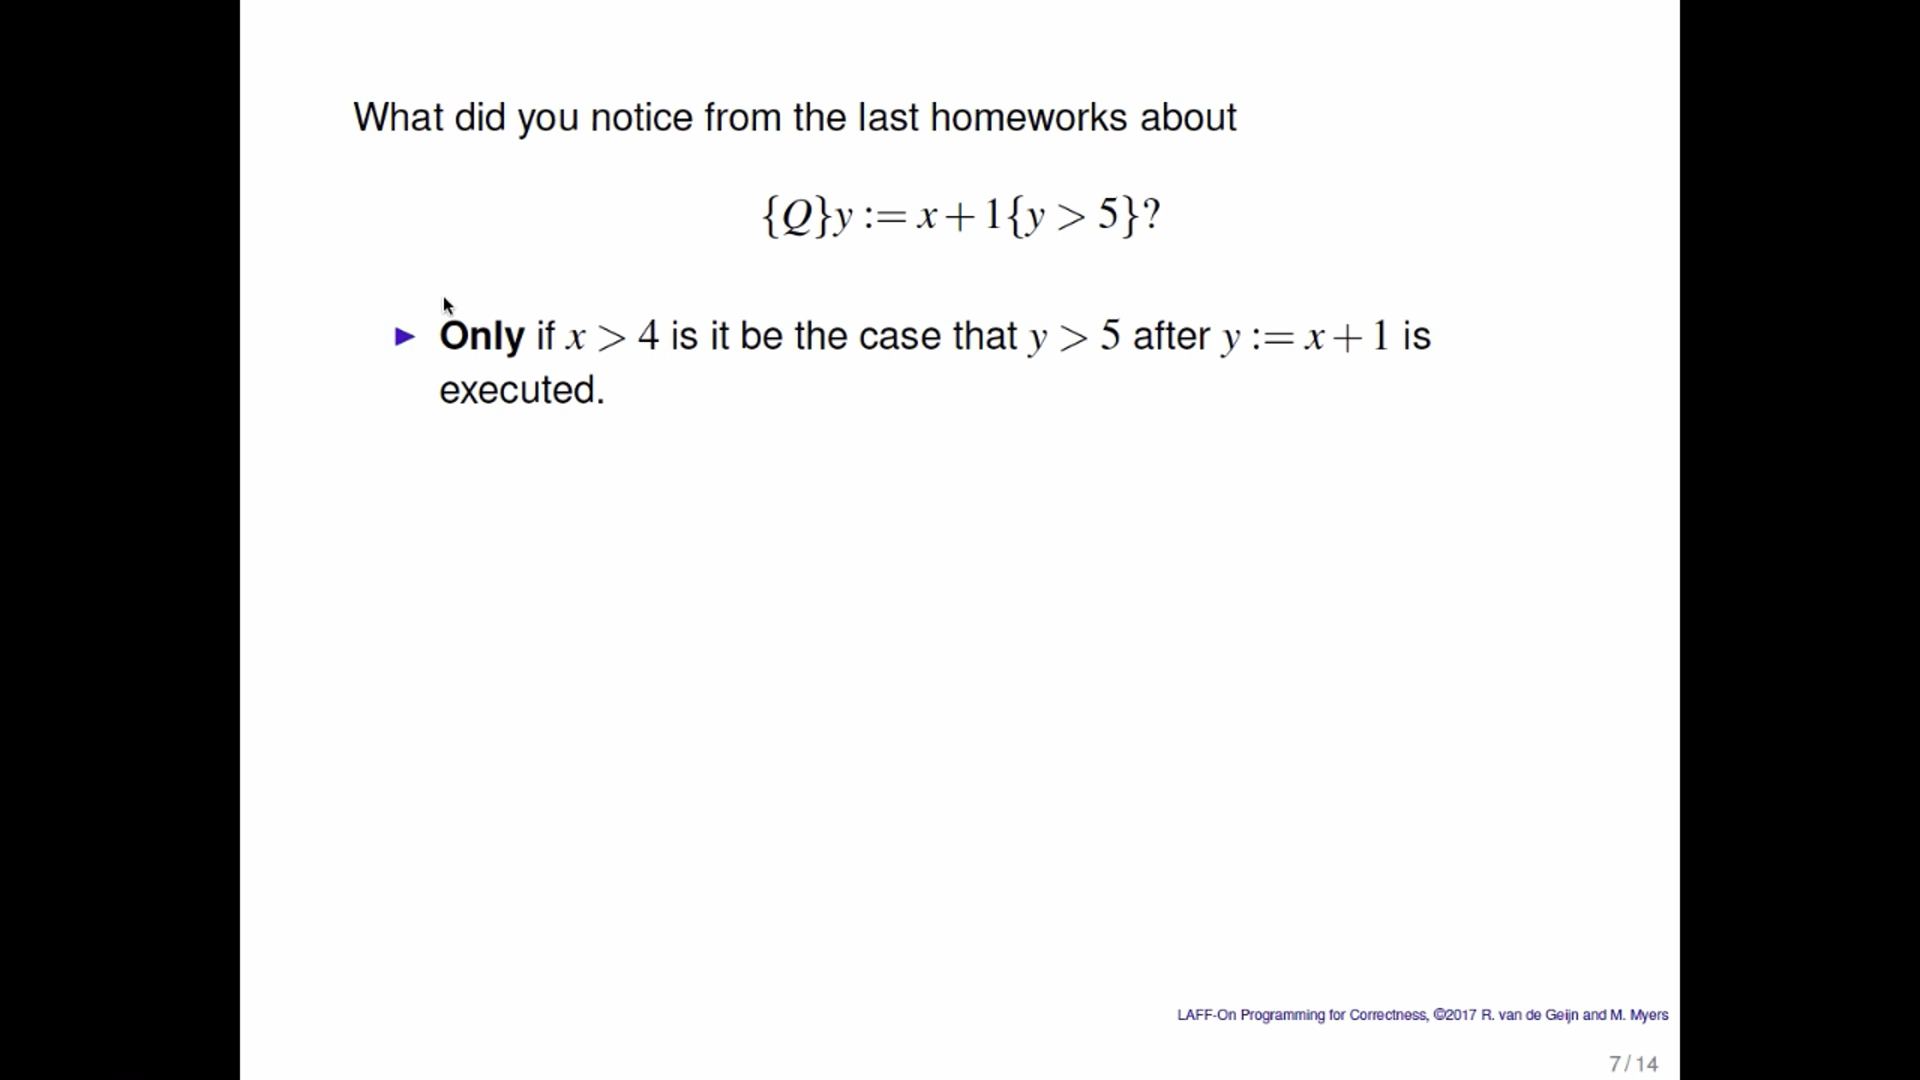 What did you notice from the last homeworks about
{Q}y := x+1{y > 5}?
▶ Only if x > 4 is it be the case that y > 5 after y := x+1 is
executed.
LAFF-On Programming for Correctness, ©2017 R. van de Geijn and M. Myers
7 / 14